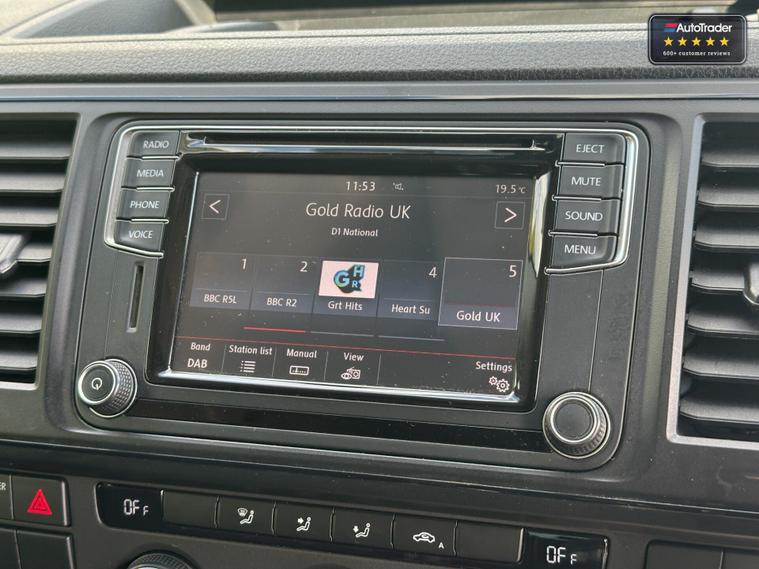 AutoTrader
600+ customer reviews
RADIO
MEDIA
PHONE
VOICE
EJECT
MUTE
SOUND
MENU
11:53
19.5 °C
<
Gold Radio UK
>
D1 National
1
2
4
5
GHR
BBC R5L
BBC R2
Grt Hits
Heart Su
Gold UK
Band
Station list
Manual
View
Settings
DAB
OFF
A
OFF